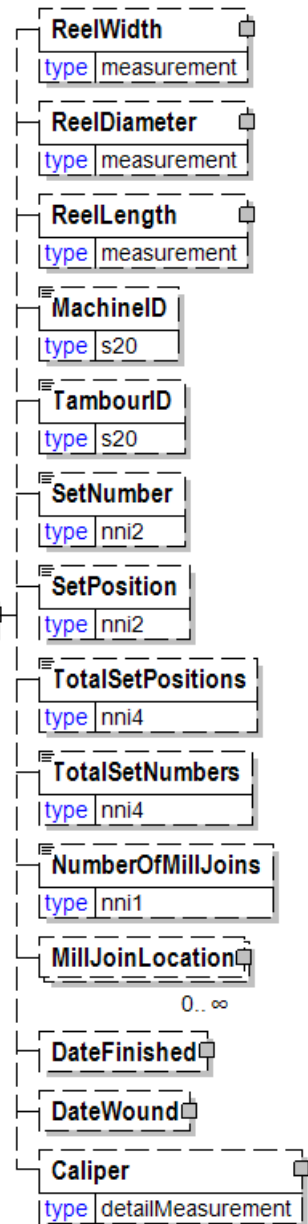 ReelWidth
type measurement
ReelDiameter
type measurement
ReelLength
type measurement
MachineID
type s20
TambourID
type s20
SetNumber
type nni2
SetPosition
type nni2
TotalSetPositions
type nni4
TotalSetNumbers
type nni4
NumberOfMillJoins
type nni1
MillJoinLocation
0.. ∞
DateFinished
DateWound
Caliper
type detailMeasurement